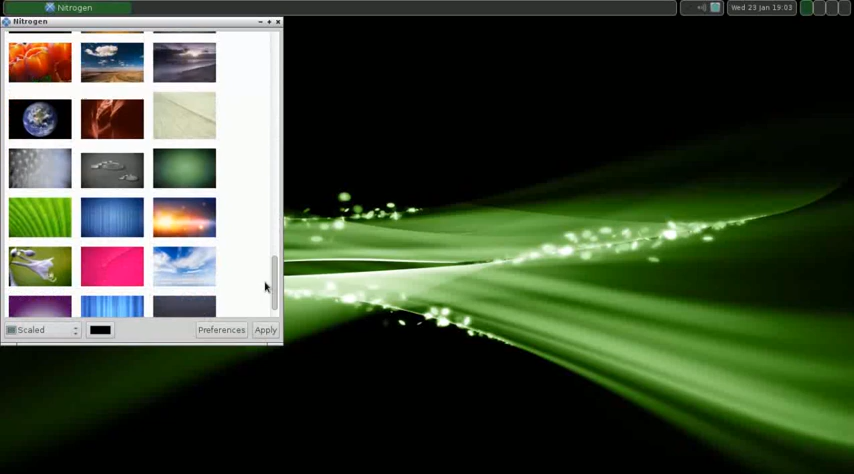 Nitrogen
Wed 23 Jan 19:03
Nitrogen
Scaled
Preferences
Apply